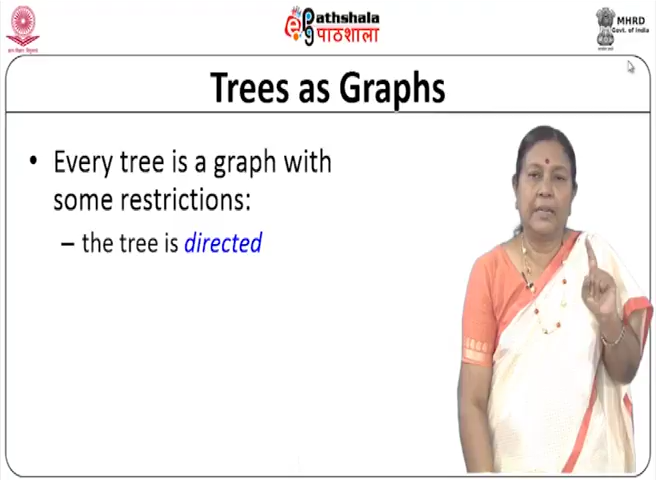 ePathshala
पाठशाला
MHRD
Govt. of India
Trees as Graphs
• Every tree is a graph with
some restrictions:
– the tree is directed